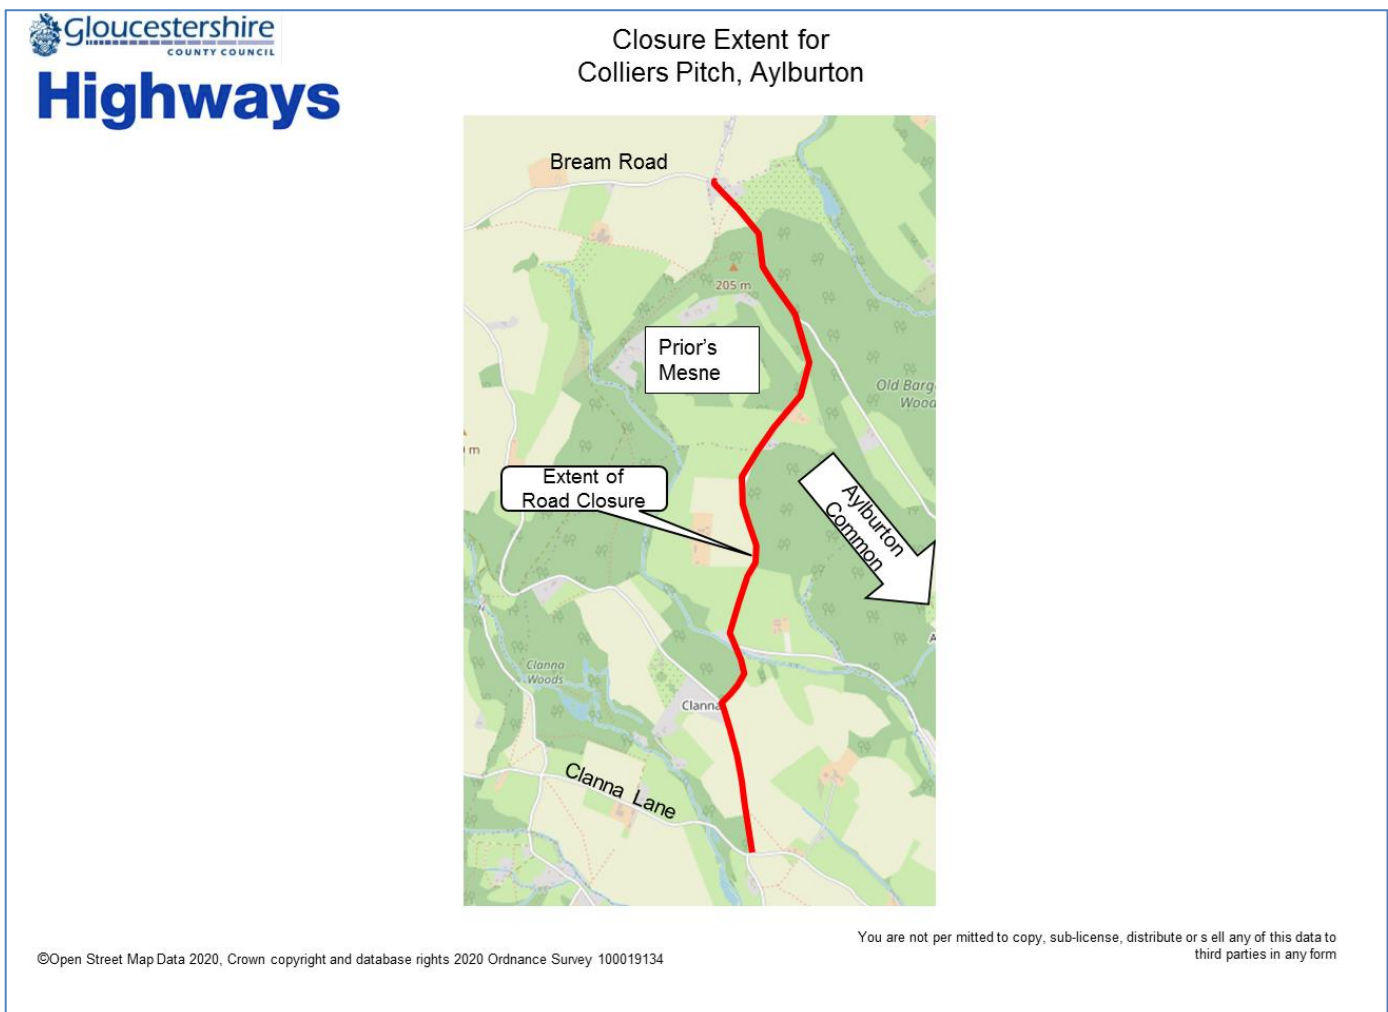 Gloucestershire
COUNTY COUNCIL
Highways
Closure Extent for
Colliers Pitch, Aylburton
Bream Road
205 m
Prior's
Mesne
Old Barg
Wood
m
Extent of
Road Closure
Aylburton
Common
A
Clanna
Woods
Clanna
Clanna Lane
You are not per mitted to copy, sub-license, distribute or s ell any of this data to
third parties in any form
©Open Street Map Data 2020, Crown copyright and database rights 2020 Ordnance Survey 100019134